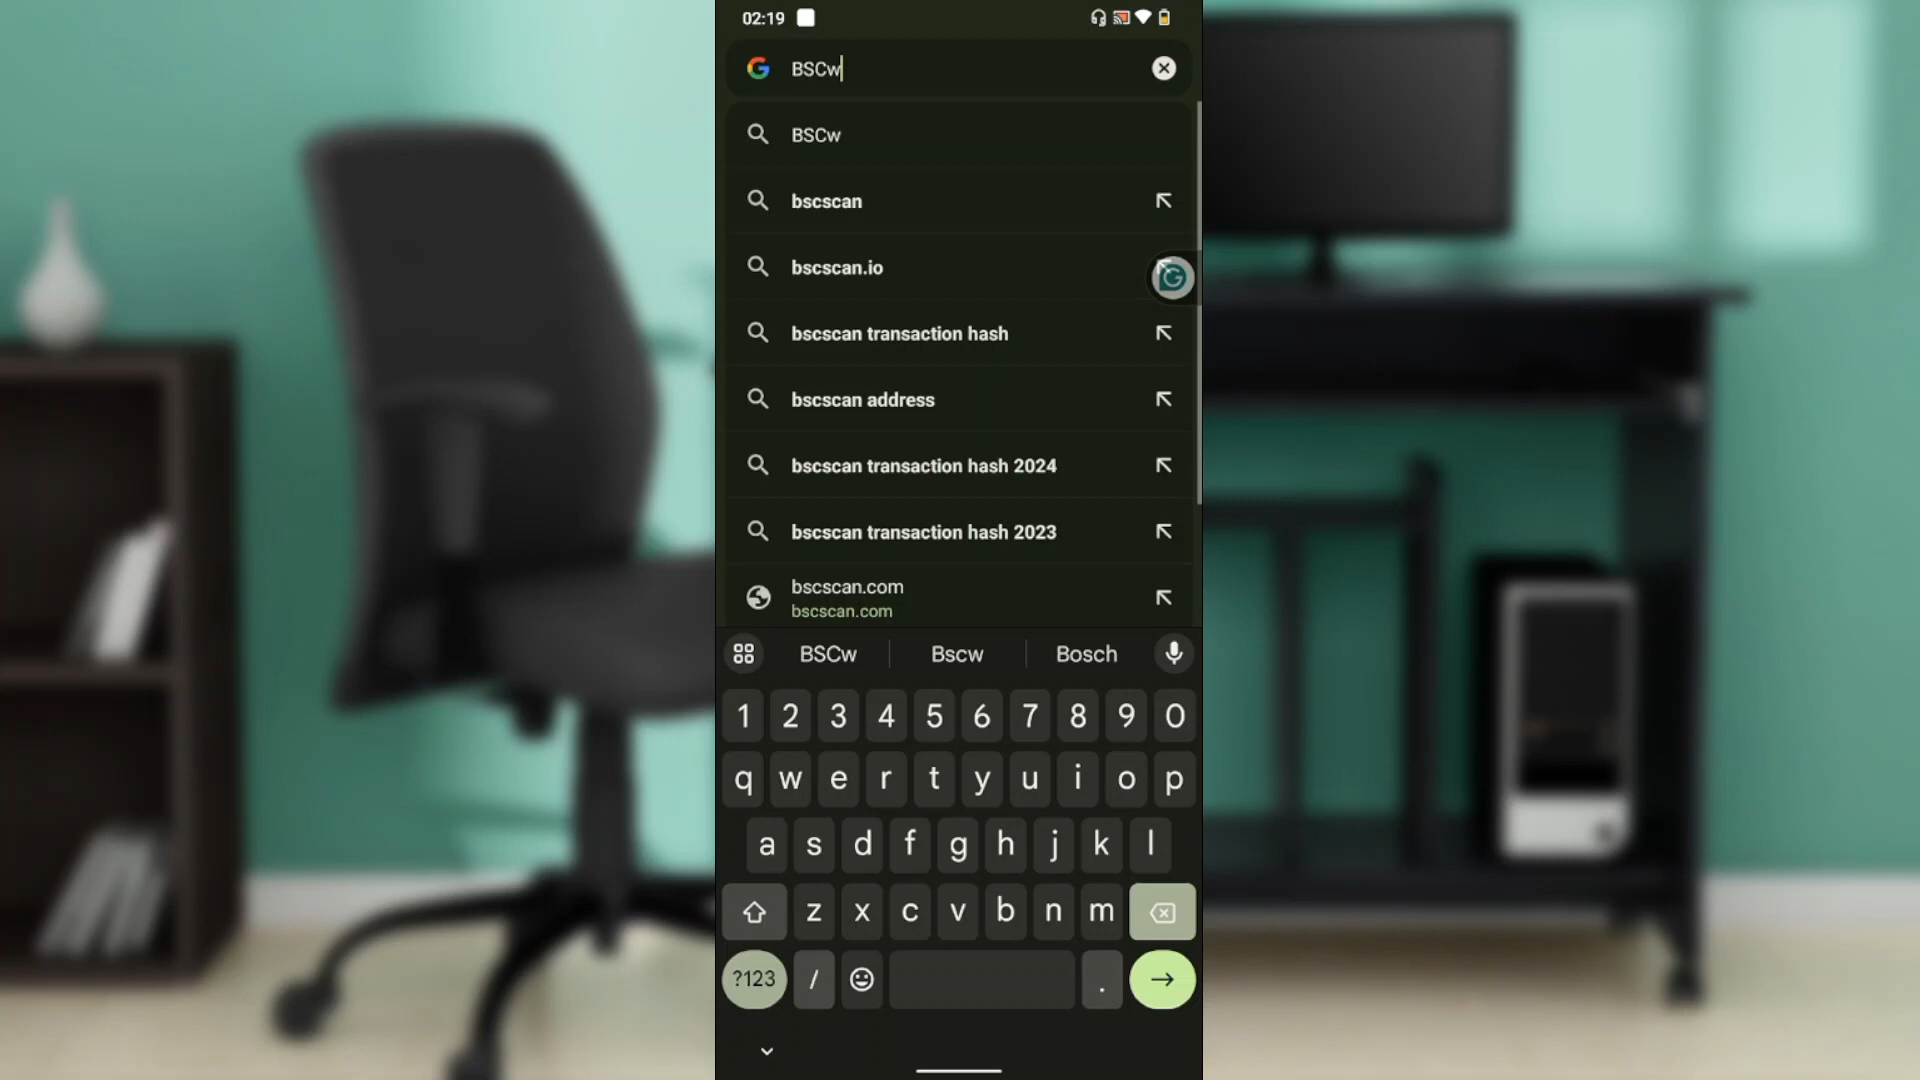 02:19
BSCw
BSCw
bscscan
bscscan.io
bscscan transaction hash
bscscan address
bscscan transaction hash 2024
bscscan transaction hash 2023
bscscan.com
bscscan.com
BSCw Bscw Bosch
1 2 3 4 5 6 7 8 9 0
q w e r t y u i o p
a s d f g h j k l
z x c v b n m
?123 / .